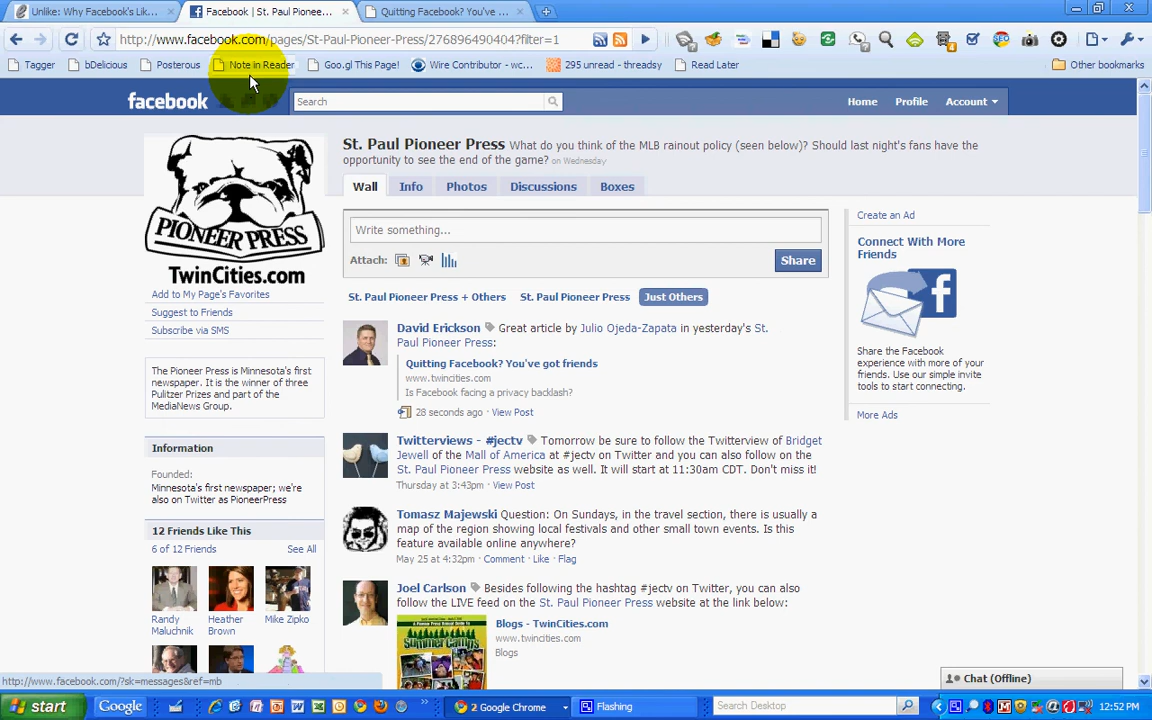 Unlike: Why Facebook's Lik...
Facebook | St. Paul Pionee...
Quitting Facebook? You've ...
http://www.facebook.com/pages/St-Paul-Pioneer-Press/27689649040​4?filter=1
Tagger
bDelicious
Posterous
Note in Reader
Goo.gl This Page!
Wire Contributor - wc...
295 unread - threadsy
Read Later
Other bookmarks
facebook
Search
Home
Profile
Account
PIONEER PRESS
TwinCities.com
Add to My Page's Favorites
Suggest to Friends
Subscribe via SMS
The Pioneer Press is Minnesota's first
newspaper. It is the winner of three
Pulitzer Prizes and part of the
MediaNews Group.
Information
Founded:
Minnesota's first newspaper; we're
also on Twitter as PioneerPress
12 Friends Like This
6 of 12 Friends
See All
Randy
Maluchnik
Heather
Brown
Mike Zipko
St. Paul Pioneer Press What do you think of the MLB rainout policy (seen below)? Should last night's fans have the
opportunity to see the end of the game? on Wednesday
Wall
Info
Photos
Discussions
Boxes
Write something...
Attach:
Share
St. Paul Pioneer Press + Others
St. Paul Pioneer Press
Just Others
David Erickson Great article by Julio Ojeda-Zapata in yesterday's St.
Paul Pioneer Press:
Quitting Facebook? You've got friends
www.twincities.com
Is Facebook facing a privacy backlash?
28 seconds ago · View Post
Twitterviews - #jectv Tomorrow be sure to follow the Twitterview of Bridget
Jewell of the Mall of America at #jectv on Twitter and you can also follow on the
St. Paul Pioneer Press website as well. It will start at 11:30am CDT. Don't miss it!
Thursday at 3:43pm · View Post
Tomasz Majewski Question: On Sundays, in the travel section, there is usually a
map of the region showing local festivals and other small town events. Is this
feature available online anywhere?
May 25 at 4:32pm · Comment · Like · Flag
Joel Carlson Besides following the hashtag #jectv on Twitter, you can also
follow the LIVE feed on the St. Paul Pioneer Press website at the link below:
SUMMER CAMPS
Blogs - TwinCities.com
www.twincities.com
Blogs
Create an Ad
Connect With More
Friends
Share the Facebook
experience with more of your
friends. Use our simple invite
tools to start connecting.
More Ads
http://www.facebook.com/?sk=messages&ref=mb
Chat (Offline)
start
Google
2 Google Chrome
Flashing
Search Desktop
12:52 PM